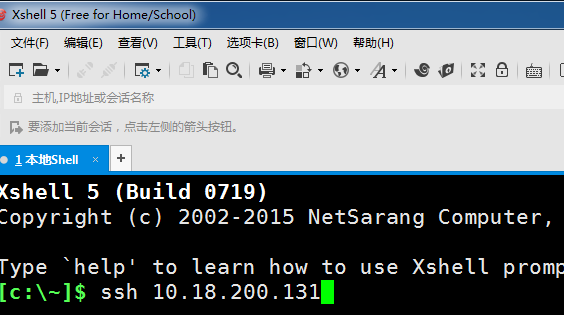 Xshell 5 (Free for Home/School)
文件(F) 编辑(E) 查看(V) 工具(T) 选项卡(B) 窗口(W) 帮助(H)
主机,IP地址或会话名称
要添加当前会话，点击左侧的箭头按钮。
1 本地Shell × +
Xshell 5 (Build 0719)
Copyright (c) 2002-2015 NetSarang Computer,
Type `help' to learn how to use Xshell promp
[c:\~]$ ssh 10.18.200.131